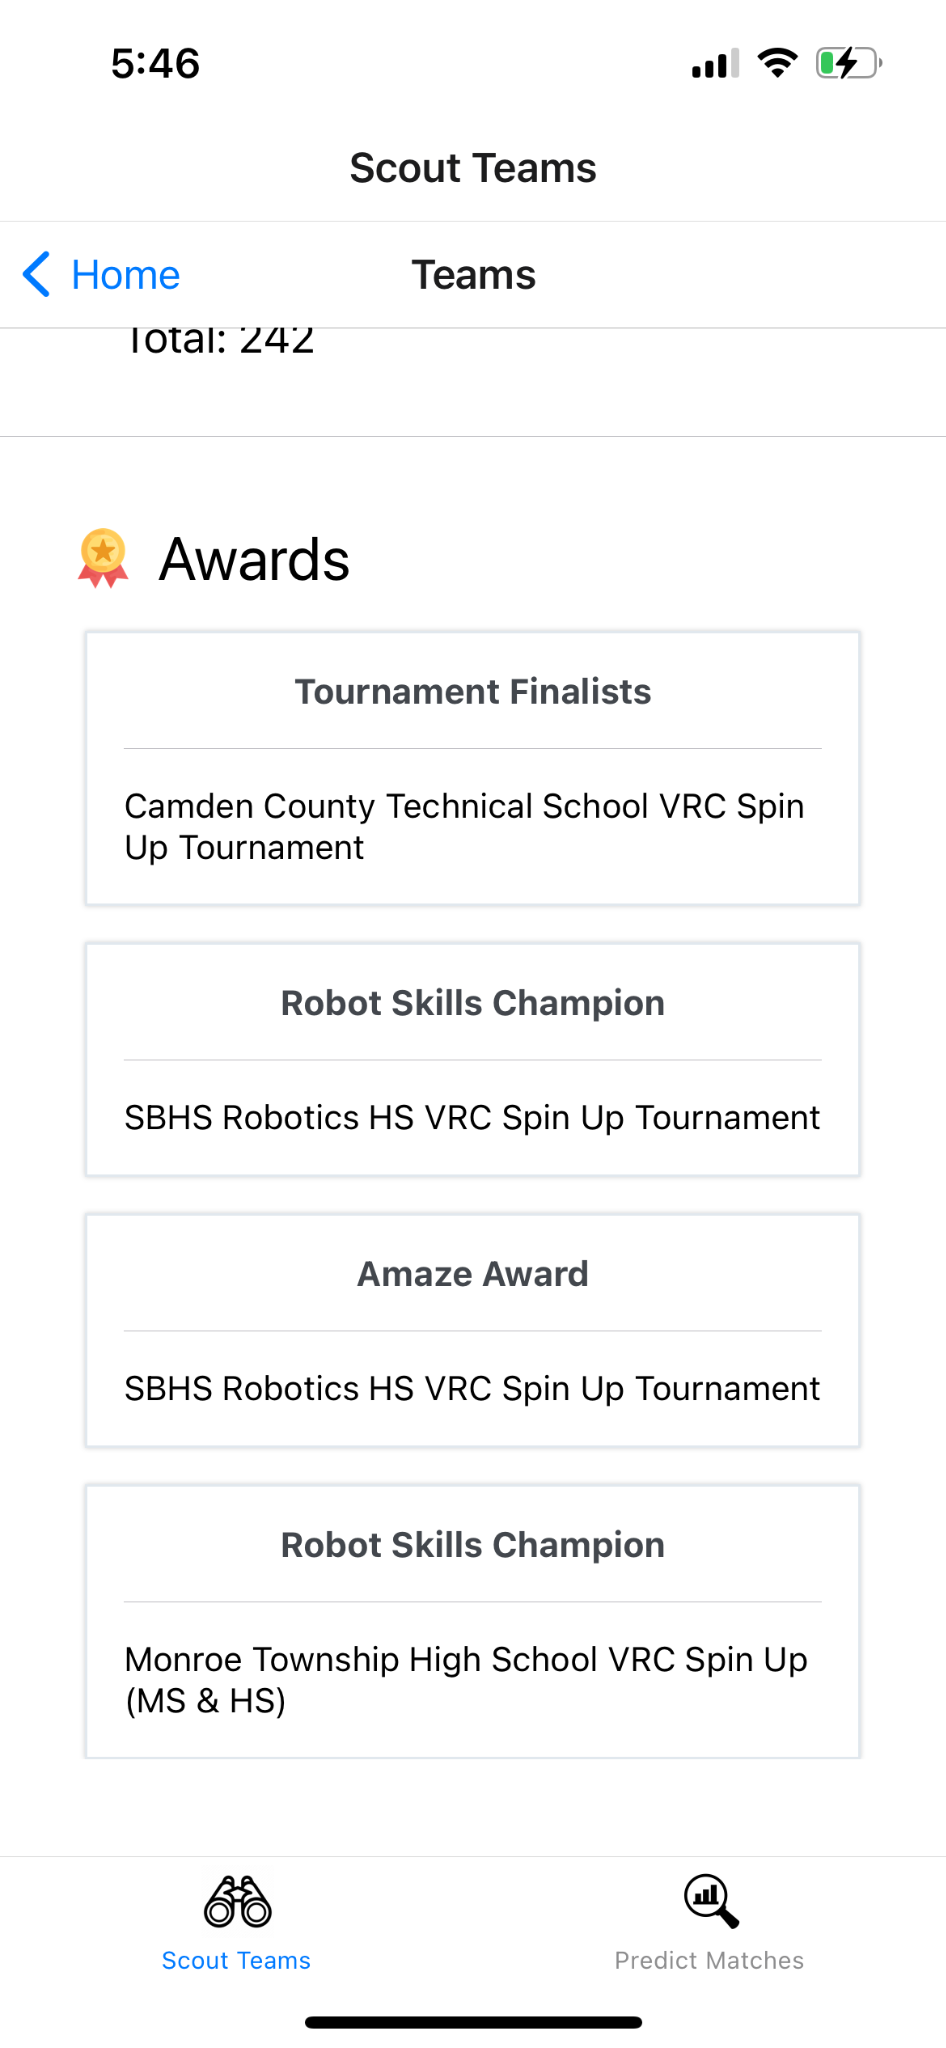 5:46
Scout Teams
Home
Teams
Total: 242
Awards
Tournament Finalists
Camden County Technical School VRC Spin
Up Tournament
Robot Skills Champion
SBHS Robotics HS VRC Spin Up Tournament
Amaze Award
SBHS Robotics HS VRC Spin Up Tournament
Robot Skills Champion
Monroe Township High School VRC Spin Up
(MS & HS)
Scout Teams
Predict Matches